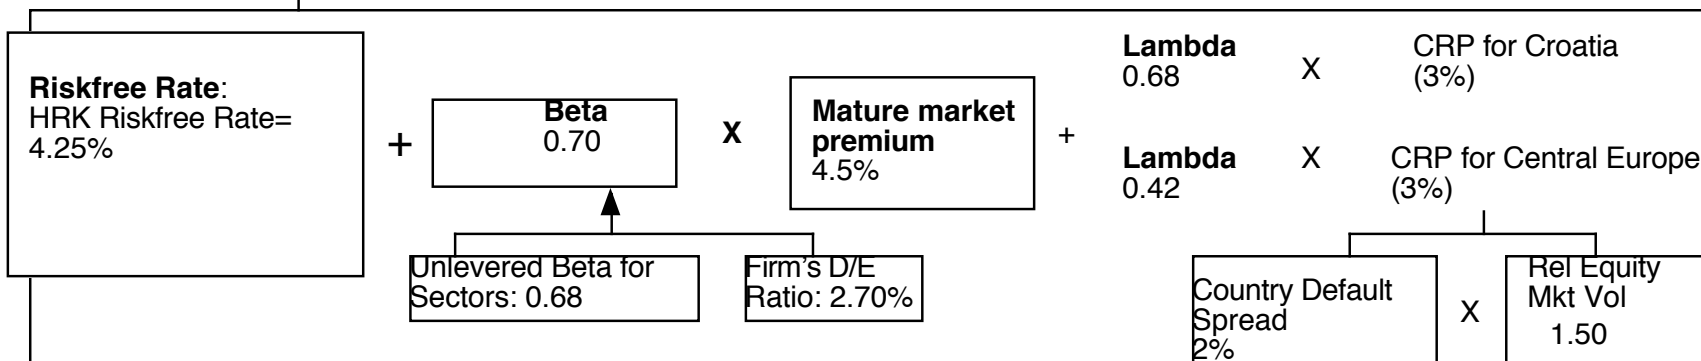 Riskfree Rate:
HRK Riskfree Rate=
4.25%
+
Beta
0.70
X
Mature market
premium
4.5%
+
Lambda
0.68
X
CRP for Croatia
(3%)
Lambda
0.42
X
CRP for Central Europe
(3%)
Unlevered Beta for
Sectors: 0.68
Firm's D/E
Ratio: 2.70%
Country Default
Spread
2%
X
Rel Equity
Mkt Vol
1.50